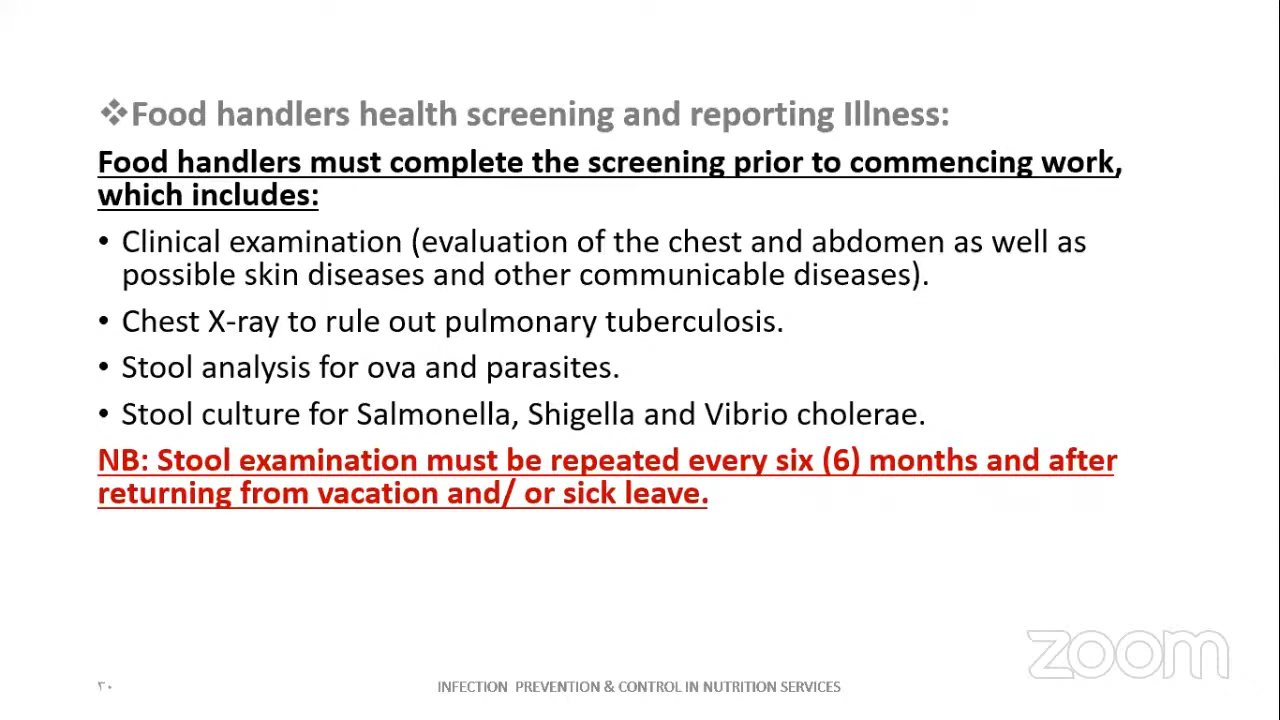 ❖Food handlers health screening and reporting Illness:
Food handlers must complete the screening prior to commencing work,
which includes:
• Clinical examination (evaluation of the chest and abdomen as well as
possible skin diseases and other communicable diseases).
• Chest X-ray to rule out pulmonary tuberculosis.
• Stool analysis for ova and parasites.
• Stool culture for Salmonella, Shigella and Vibrio cholerae.
NB: Stool examination must be repeated every six (6) months and after
returning from vacation and/ or sick leave.
zoom
٣٠
INFECTION PREVENTION & CONTROL IN NUTRITION SERVICES